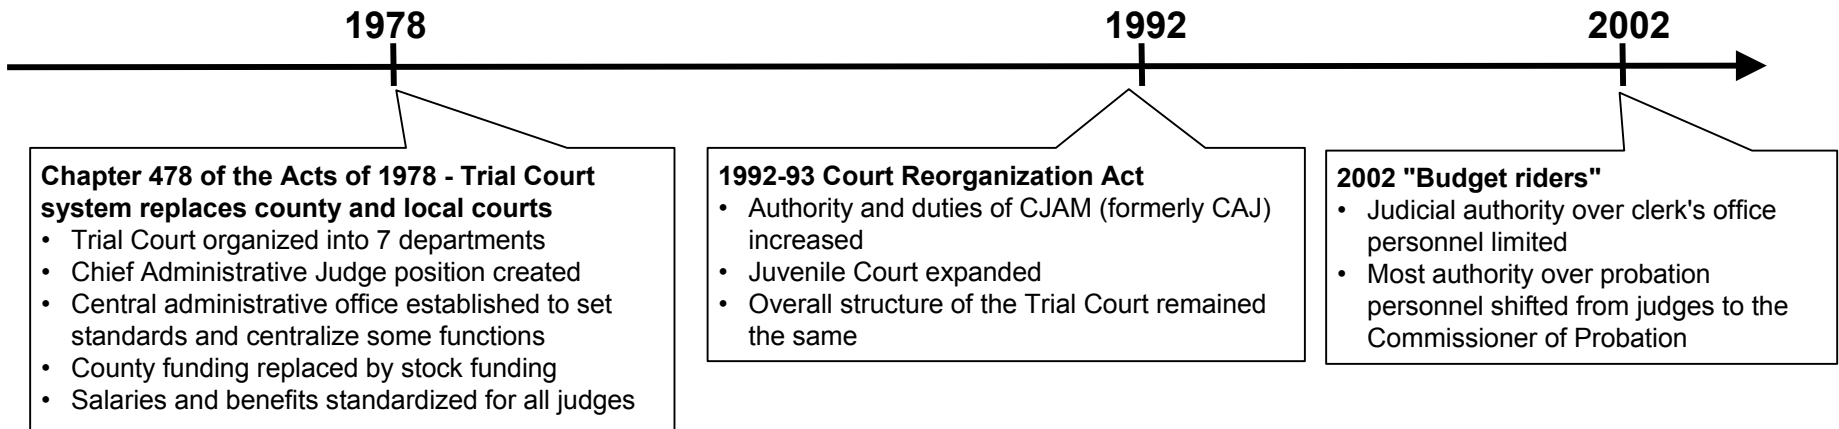 1978
1992
2002
Chapter 478 of the Acts of 1978 - Trial Court
system replaces county and local courts
• Trial Court organized into 7 departments
• Chief Administrative Judge position created
• Central administrative office established to set
standards and centralize some functions
• County funding replaced by stock funding
• Salaries and benefits standardized for all judges
1992-93 Court Reorganization Act
• Authority and duties of CJAM (formerly CAJ)
increased
• Juvenile Court expanded
• Overall structure of the Trial Court remained
the same
2002 "Budget riders"
• Judicial authority over clerk's office
personnel limited
• Most authority over probation
personnel shifted from judges to the
Commissioner of Probation